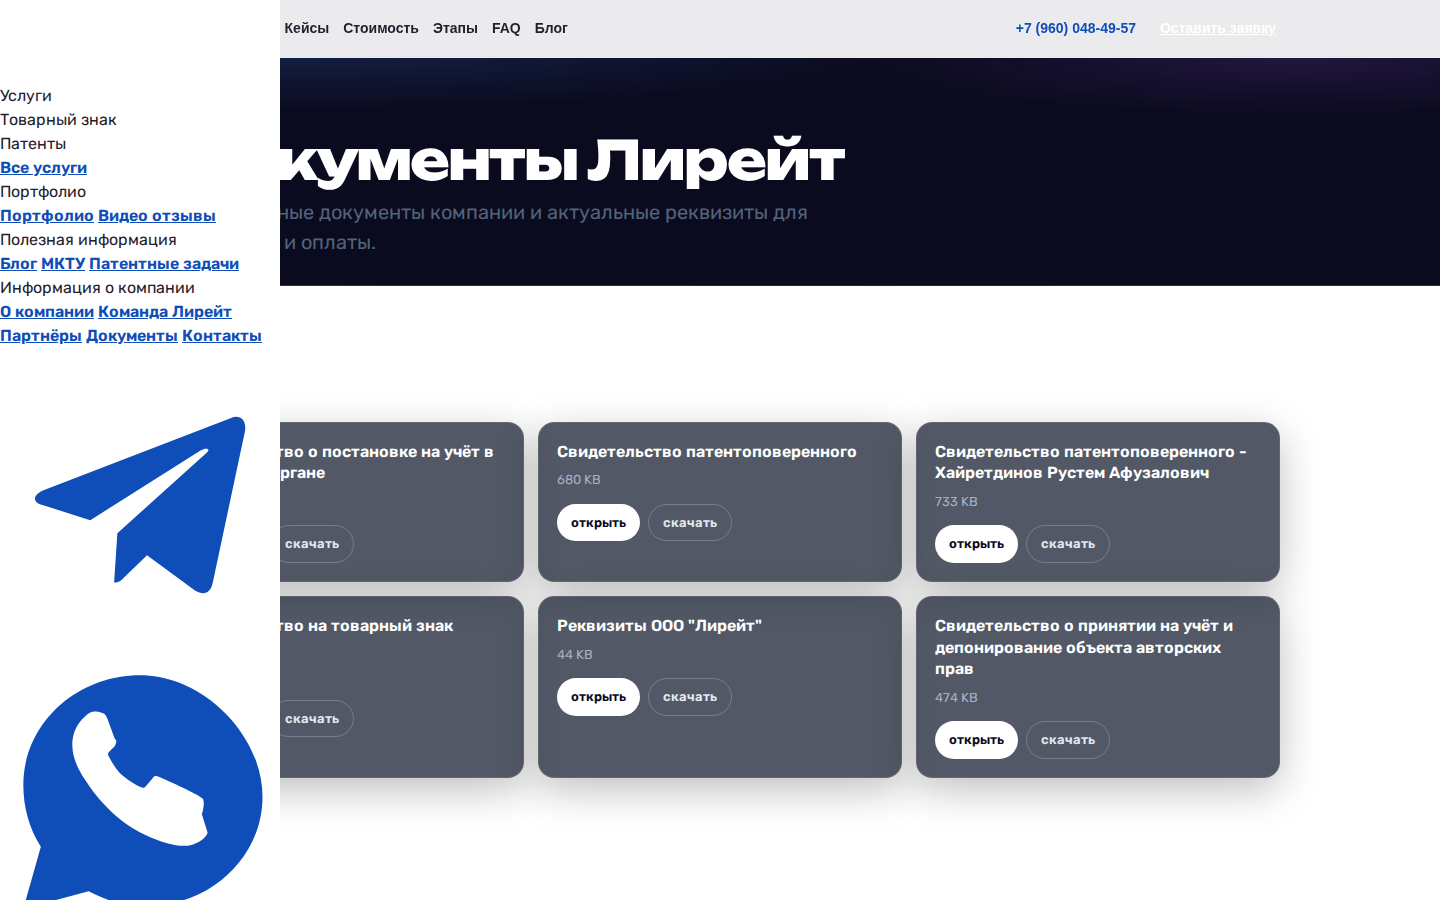 Кейсы Стоимость Этапы FAQ Блог +7 (960) 048-49-57 Оставить заявку
Услуги
Товарный знак
Патенты
Все услуги
Портфолио
Портфолио Видео отзывы
Полезная информация
Блог МКТУ Патентные задачи
Информация о компании
О компании Команда Лирейт
Партнёры Документы Контакты
кументы Лирейт
ные документы компании и актуальные реквизиты для
и оплаты.
тво о постановке на учёт в
ргане
скачать
Свидетельство патентоповеренного
680 KB
открыть скачать
Свидетельство патентоповеренного -
Хайретдинов Рустем Афузалович
733 KB
открыть скачать
тво на товарный знак
скачать
Реквизиты ООО "Лирейт"
44 KB
открыть скачать
Свидетельство о принятии на учёт и
депонирование объекта авторских
прав
474 KB
открыть скачать